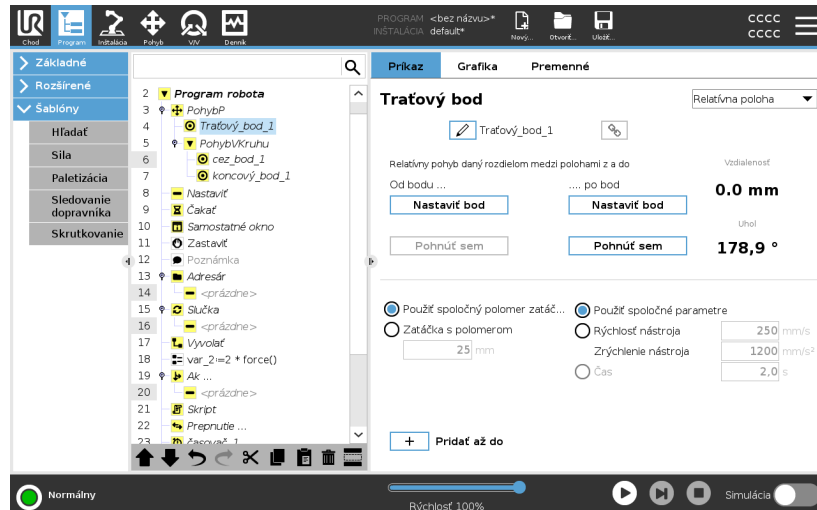 PROGRAM <bez názvu>*
INŠTALÁCIA default*
Chod Program Inštalácia Pohyb V/V Denník
Nový... Otvoriť... Uložiť...
CCCC
CCCC
Základné
Rozšírené
Šablóny
Hľadať
Sila
Paletizácia
Sledovanie
dopravníka
Skrutkovanie
2 Program robota
3 PohybP
4 Traťový_bod_1
5 PohybVKruhu
6 cez_bod_1
7 koncový_bod_1
8 Nastaviť
9 Čakať
10 Samostatné okno
11 Zastaviť
12 Poznámka
13 Adresár
14 <prázdne>
15 Slučka
16 <prázdne>
17 Vyvolať
18 var_2:=2 * force()
19 Ak ...
20 <prázdne>
21 Skript
22 Prepnutie ...
23 časovač_1
Príkaz Grafika Premenné
Traťový bod
Relatívna poloha
Traťový_bod_1
Relatívny pohyb daný rozdielom medzi polohami z a do
Vzdialenosť
Od bodu ... .... po bod
0.0 mm
Nastaviť bod Nastaviť bod
Uhol
Pohnúť sem Pohnúť sem
178,9 °
Použiť spoločný polomer zatáč...
Zatáčka s polomerom
25 mm
Použiť spoločné parametre
Rýchlosť nástroja 250 mm/s
Zrýchlenie nástroja 1200 mm/s²
Čas 2,0 s
+ Pridať až do
Normálny
Rýchlosť 100%
Simulácia